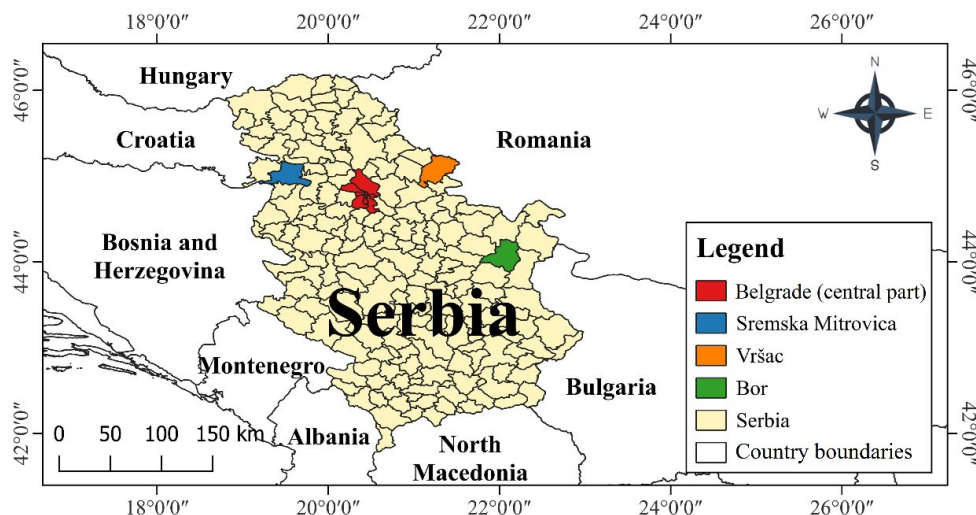 18°0′0″ 20°0′0″ 22°0′0″ 24°0′0″ 26°0′0″
46°0′0″
44°0′0″
42°0′0″
Hungary
Croatia
Romania
Bosnia and
Herzegovina
Serbia
Montenegro
Bulgaria
Albania
North
Macedonia
N
W E
S
Legend
Belgrade (central part)
Sremska Mitrovica
Vršac
Bor
Serbia
Country boundaries
0 50 100 150 km
46°0′0″
44°0′0″
42°0′0″
18°0′0″ 20°0′0″ 22°0′0″ 24°0′0″ 26°0′0″